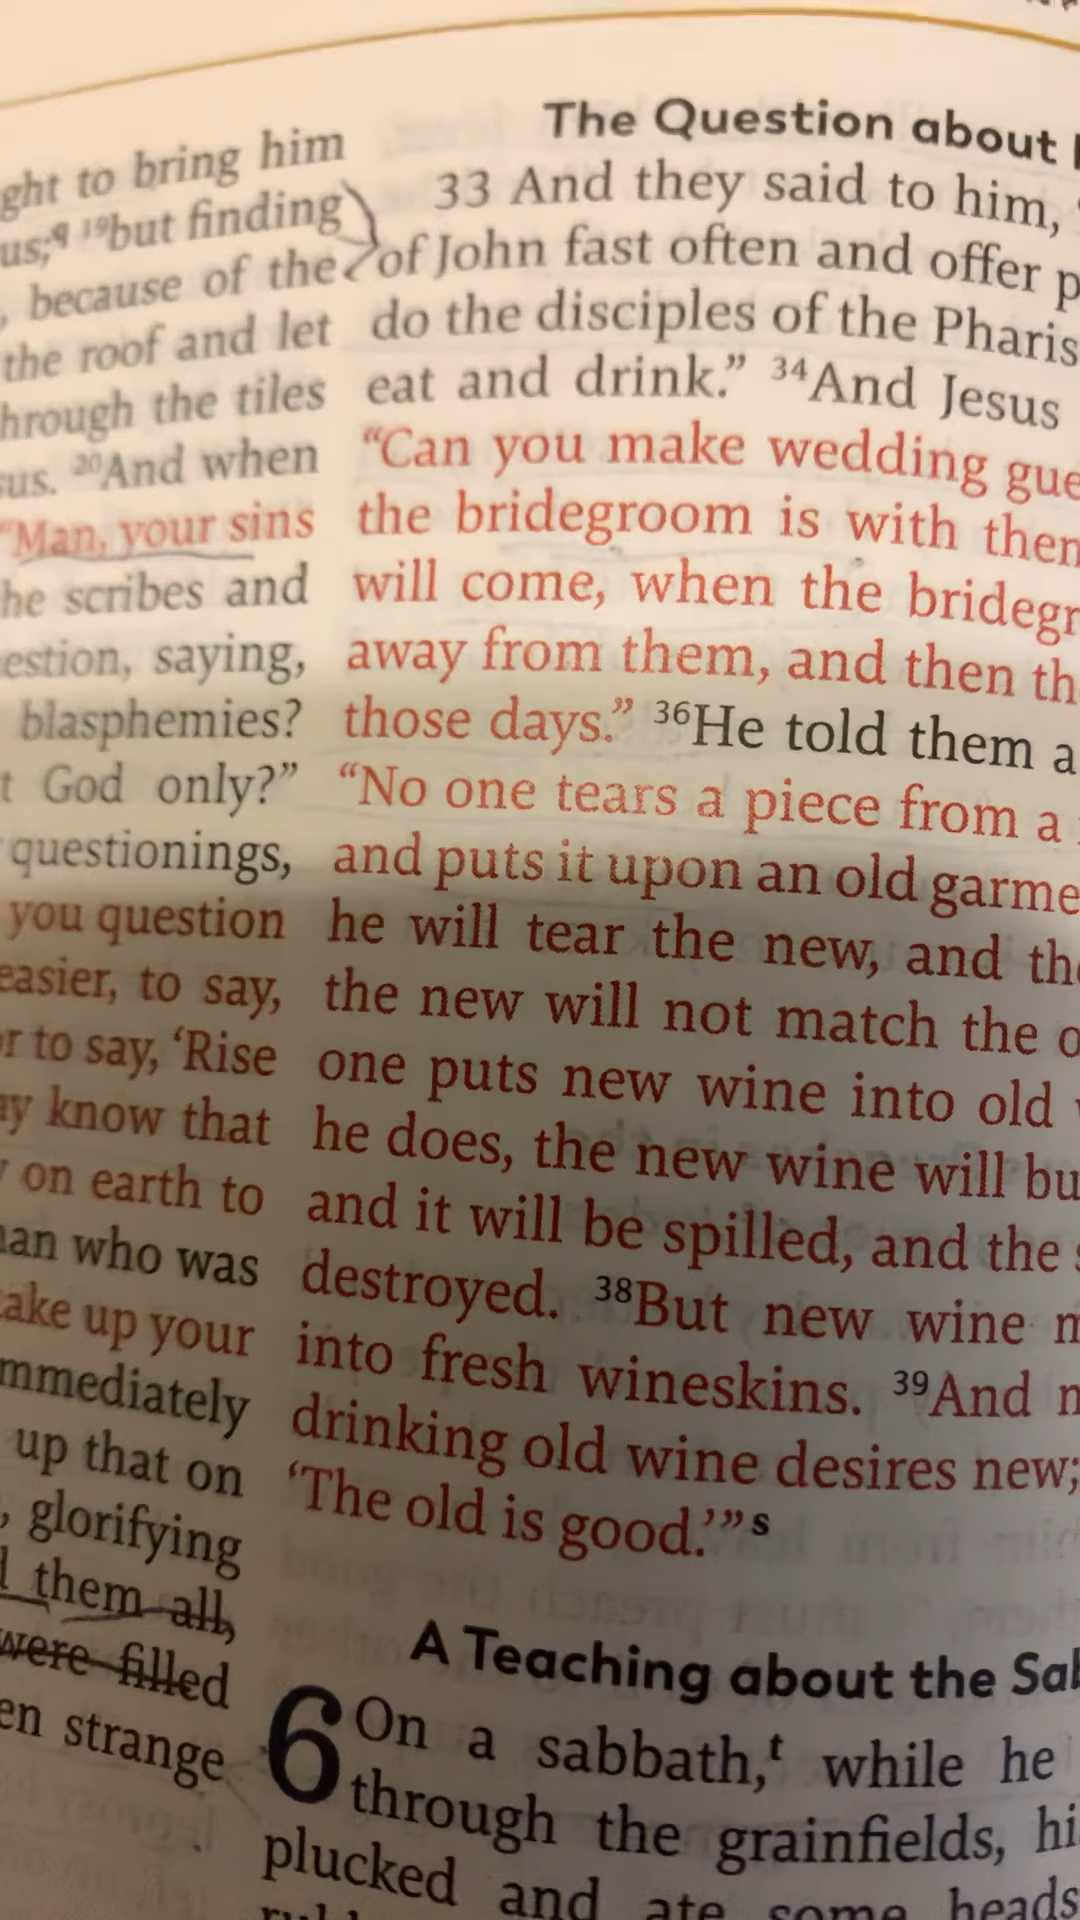 ght to bring him
us;q 19but finding
, because of the
the roof and let
hrough the tiles
sus. 20And when
“Man, your sins
he scribes and
estion, saying,
blasphemies?
t God only?”
questionings,
you question
easier, to say,
or to say, ‘Rise
ay know that
on earth to
an who was
ake up your
mmediately
up that on
, glorifying
them all,
were filled
en strange
The Question about
33 And they said to him,
of John fast often and offer p
do the disciples of the Pharis
eat and drink.” 34And Jesus
“Can you make wedding gue
the bridegroom is with them
will come, when the bridegr
away from them, and then th
those days.” 36He told them a
“No one tears a piece from a
and puts it upon an old garme
he will tear the new, and the
the new will not match the o
one puts new wine into old
he does, the new wine will bu
and it will be spilled, and the s
destroyed. 38But new wine m
into fresh wineskins. 39And n
drinking old wine desires new;
‘The old is good.’”s
A Teaching about the Sab
6 On a sabbath,t while he
through the grainfields, hi
plucked and ate some heads